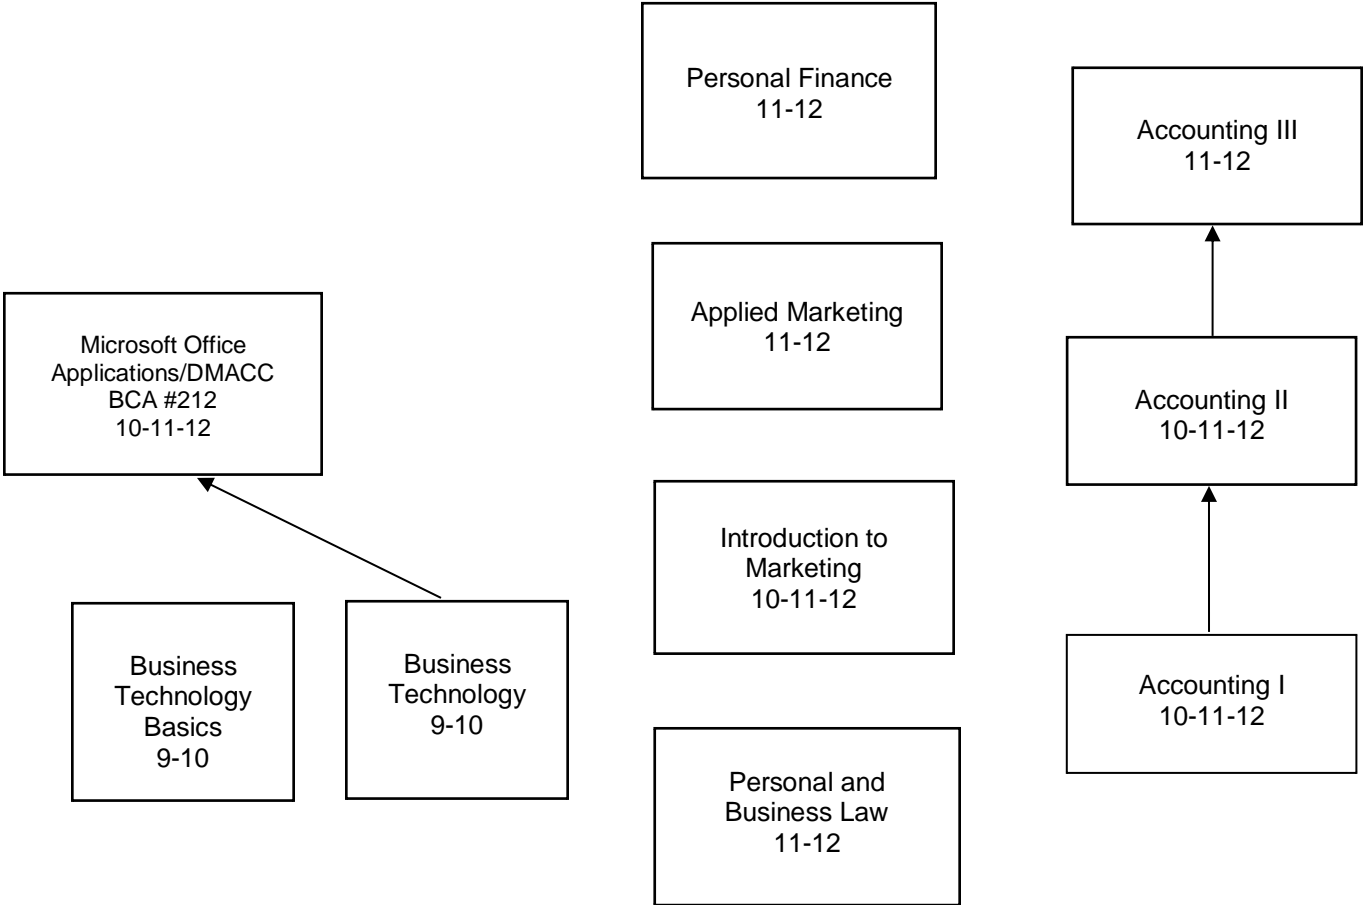 Personal Finance
11-12
Accounting III
11-12
Applied Marketing
11-12
Microsoft Office
Applications/DMACC
BCA #212
10-11-12
Accounting II
10-11-12
Introduction to
Marketing
10-11-12
Business
Technology
Basics
9-10
Business
Technology
9-10
Accounting I
10-11-12
Personal and
Business Law
11-12